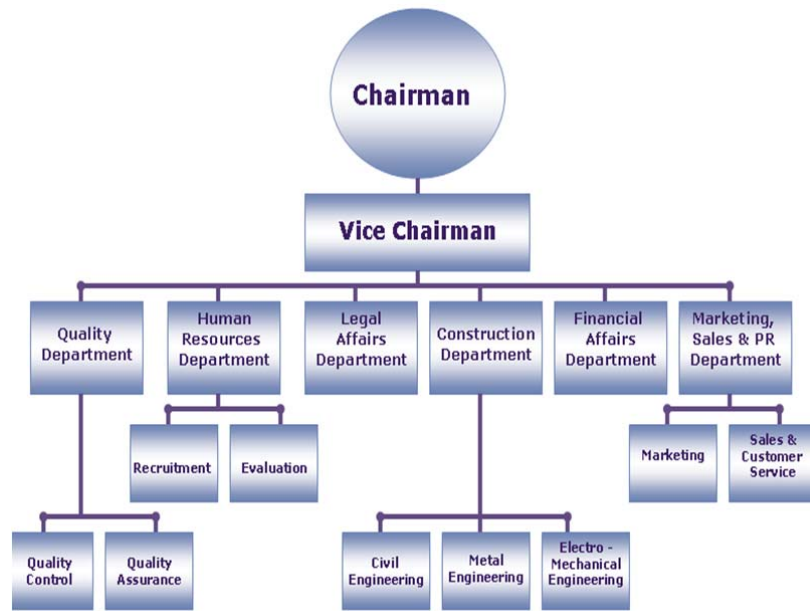 Chairman
Vice Chairman
Quality
Department
Human
Resources
Department
Legal
Affairs
Department
Construction
Department
Financial
Affairs
Department
Marketing,
Sales & PR
Department
Recruitment
Evaluation
Marketing
Sales &
Customer
Service
Quality
Control
Quality
Assurance
Civil
Engineering
Metal
Engineering
Electro -
Mechanical
Engineering